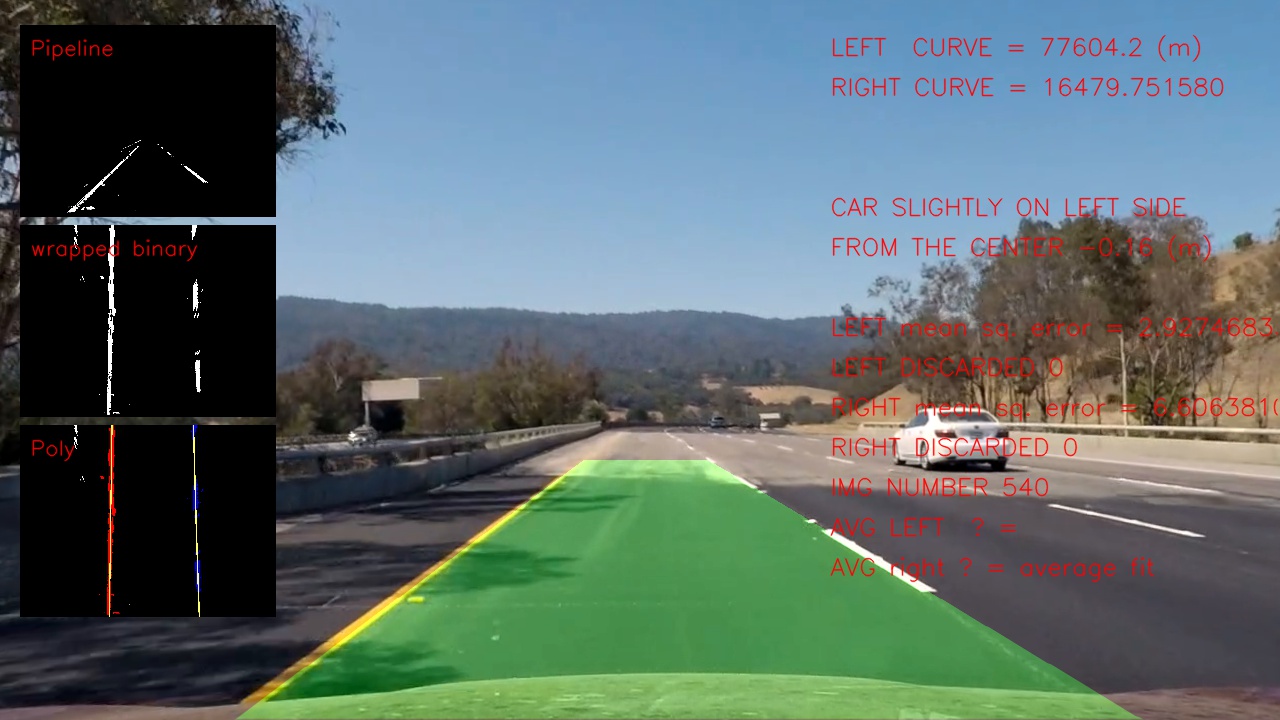 Pipeline
wrapped binary
Poly
LEFT CURVE = 77604.2 (m)
RIGHT CURVE = 16479.751580
CAR SLIGHTLY ON LEFT SIDE
FROM THE CENTER -0.16 (m)
LEFT mean sq. error = 2.9274683
LEFT DISCARDED 0
RIGHT mean sq. error = 6.6063810
RIGHT DISCARDED 0
IMG NUMBER 540
AVG LEFT ? =
AVG right ? = average fit